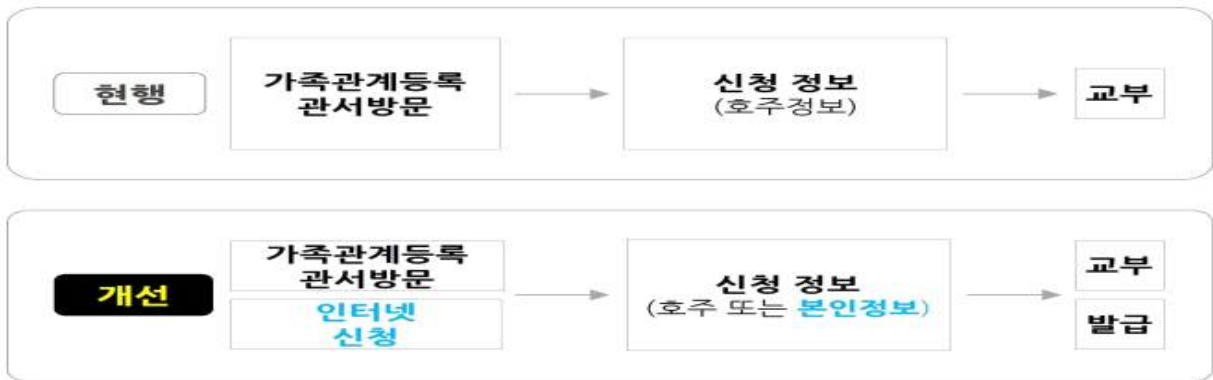 현행
가족관계등록
관서방문
신청 정보
(호주정보)
교부
개선
가족관계등록
관서방문
인터넷
신청
신청 정보
(호주 또는 본인정보)
교부
발급